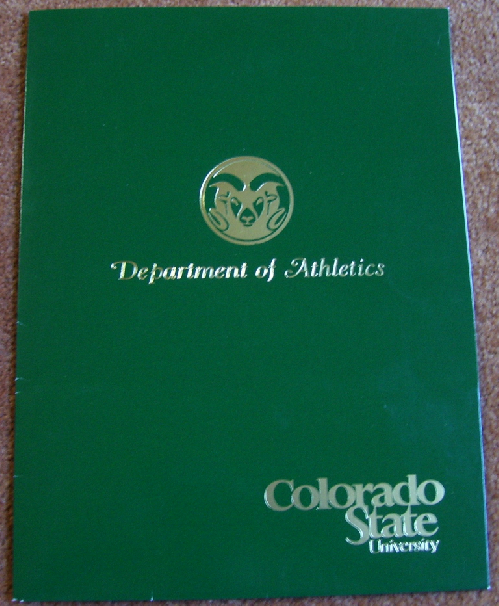 Department of Athletics
Colorado
State
University